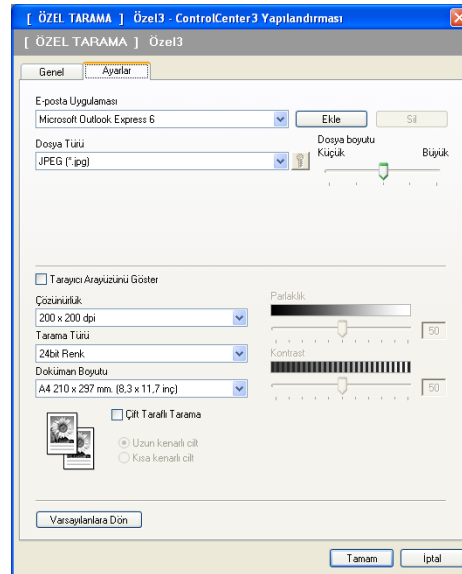 [ ÖZEL TARAMA ] Özel3 - ControlCenter3 Yapılandırması
[ ÖZEL TARAMA ] Özel3
Genel Ayarlar
E-posta Uygulaması
Microsoft Outlook Express 6 Ekle Sil
Dosya Türü Dosya boyutu
JPEG (*.jpg) Küçük Büyük
Tarayıcı Arayüzünü Göster
Çözünürlük Parlaklık
200 x 200 dpi 50
Tarama Türü
24bit Renk Kontrast
Doküman Boyutu
A4 210 x 297 mm. (8,3 x 11,7 inç) 50
Çift Taraflı Tarama
Uzun kenarlı cilt
Kısa kenarlı cilt
Varsayılanlara Dön
Tamam İptal